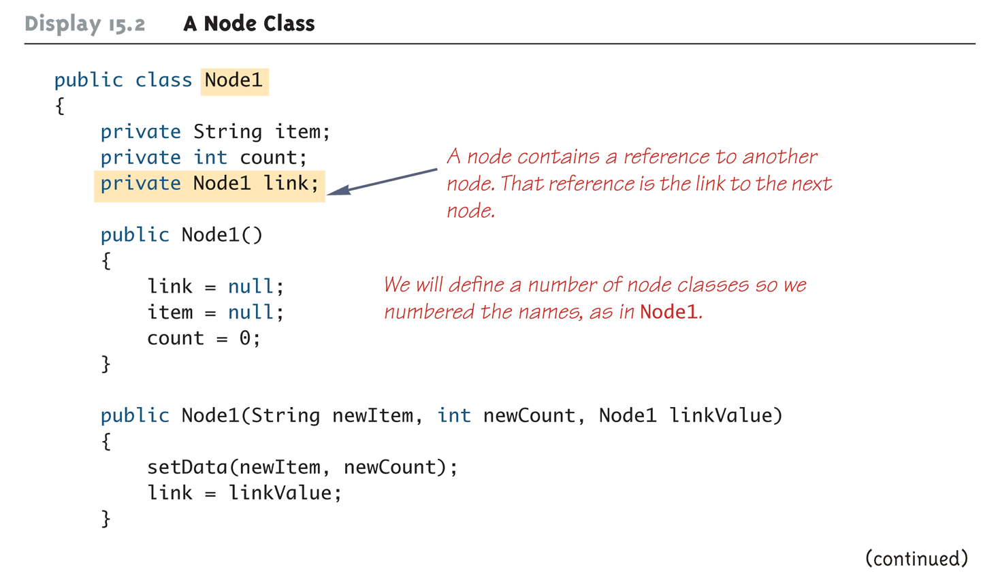 Display 15.2 A Node Class
public class Node1
{
private String item;
private int count;
private Node1 link;
A node contains a reference to another
node. That reference is the link to the next
node.
public Node1()
{
link = null;
item = null;
count = 0;
}
We will define a number of node classes so we
numbered the names, as in Node1.
public Node1(String newItem, int newCount, Node1 linkValue)
{
setData(newItem, newCount);
link = linkValue;
}
(continued)